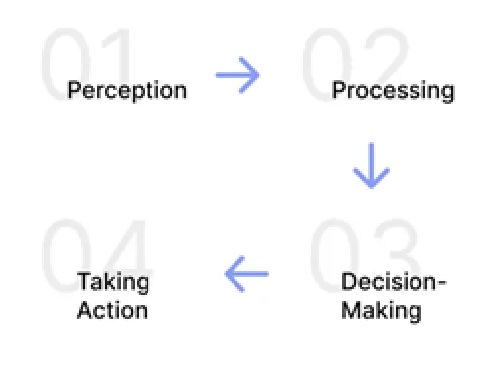 01
Perception
02
Processing
03
Decision-
Making
04
Taking
Action